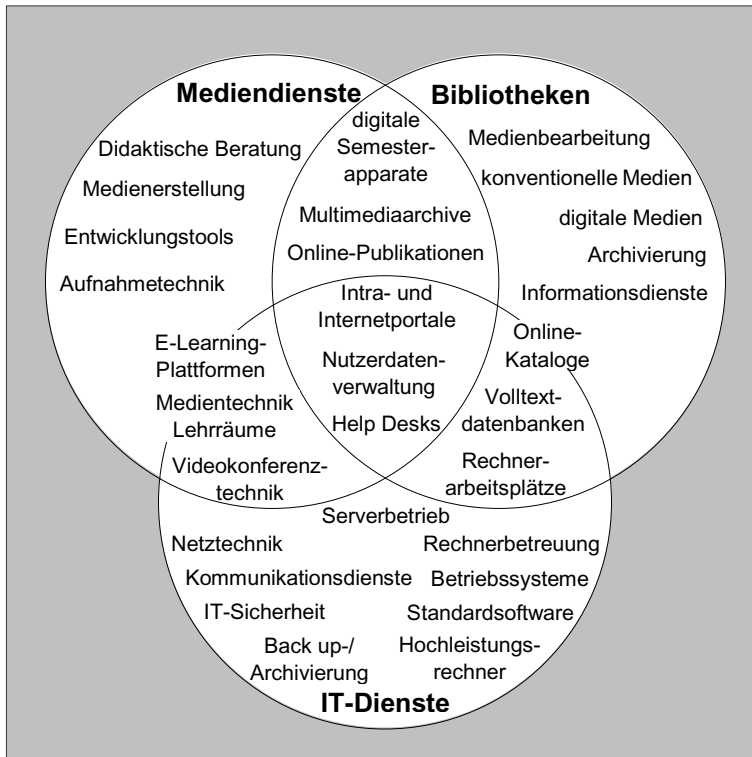 Mediendienste
Bibliotheken
digitale
Semester-
apparate
Multimediaarchive
Online-Publikationen
Didaktische Beratung
Medienerstellung
Entwicklungstools
Aufnahmetechnik
Medienbearbeitung
konventionelle Medien
digitale Medien
Archivierung
Informationsdienste
Intra- und
Internetportale
Nutzerdaten-
verwaltung
Help Desks
E-Learning-
Plattformen
Medientechnik
Lehrräume
Videokonferenz-
technik
Online-
Kataloge
Volltext-
datenbanken
Rechner-
arbeitsplätze
Serverbetrieb
Netztechnik
Rechnerbetreuung
Kommunikationsdienste
Betriebssysteme
IT-Sicherheit
Standardsoftware
Back up-/
Archivierung
Hochleistungs-
rechner
IT-Dienste